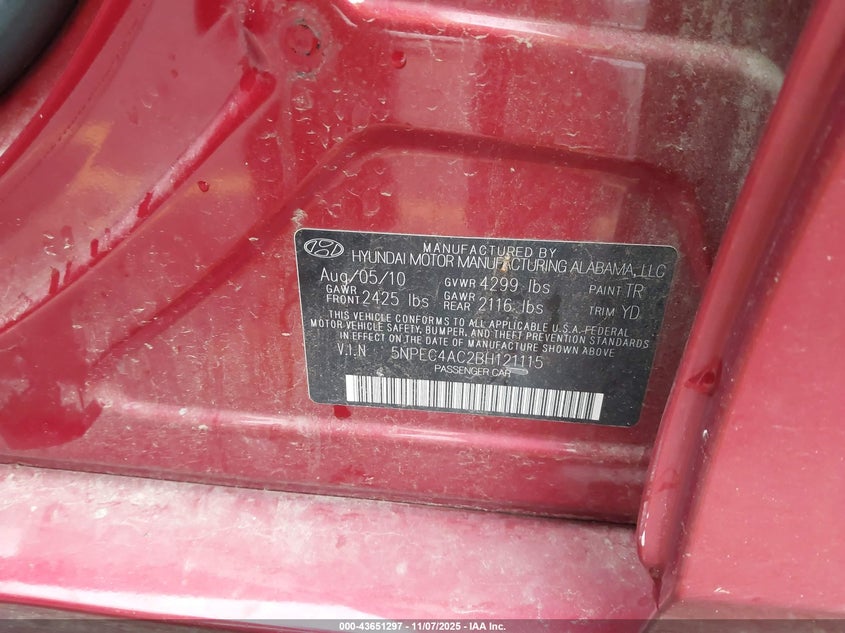 MANUFACTURED BY
HYUNDAI MOTOR MANUFACTURING ALABAMA, LLC
Aug/05/10 GVWR 4299 lbs PAINT TR
GAWR FRONT 2425 lbs GAWR REAR 2116 lbs TRIM YD
THIS VEHICLE CONFORMS TO ALL APPLICABLE U.S.A.-FEDERAL
MOTOR VEHICLE SAFETY, BUMPER, AND THEFT PREVENTION STANDARDS
IN EFFECT ON THE DATE OF MANUFACTURE SHOWN ABOVE
V.I.N 5NPEC4AC2BH121115
PASSENGER CAR
000-43651297 - 11/07/2025 - IAA Inc.